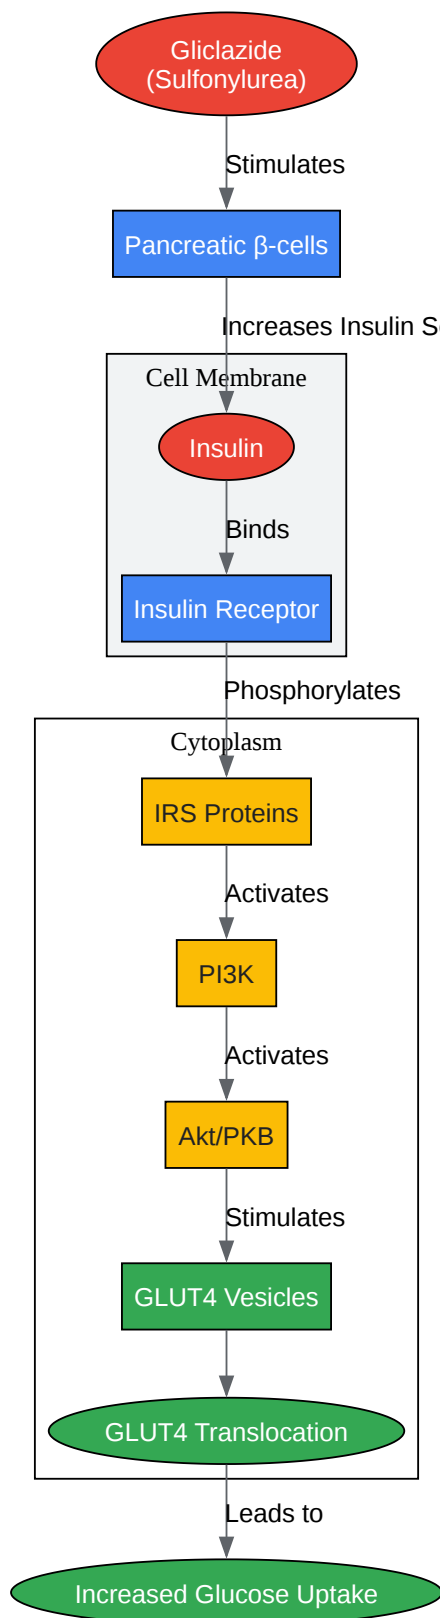 Gliclazide
(Sulfonylurea)
Stimulates
Pancreatic β-cells
Increases Insulin
Cell Membrane
Insulin
Binds
Insulin Receptor
Phosphorylates
Cytoplasm
IRS Proteins
Activates
PI3K
Activates
Akt/PKB
Stimulates
GLUT4 Vesicles
GLUT4 Translocation
Leads to
Increased Glucose Uptake